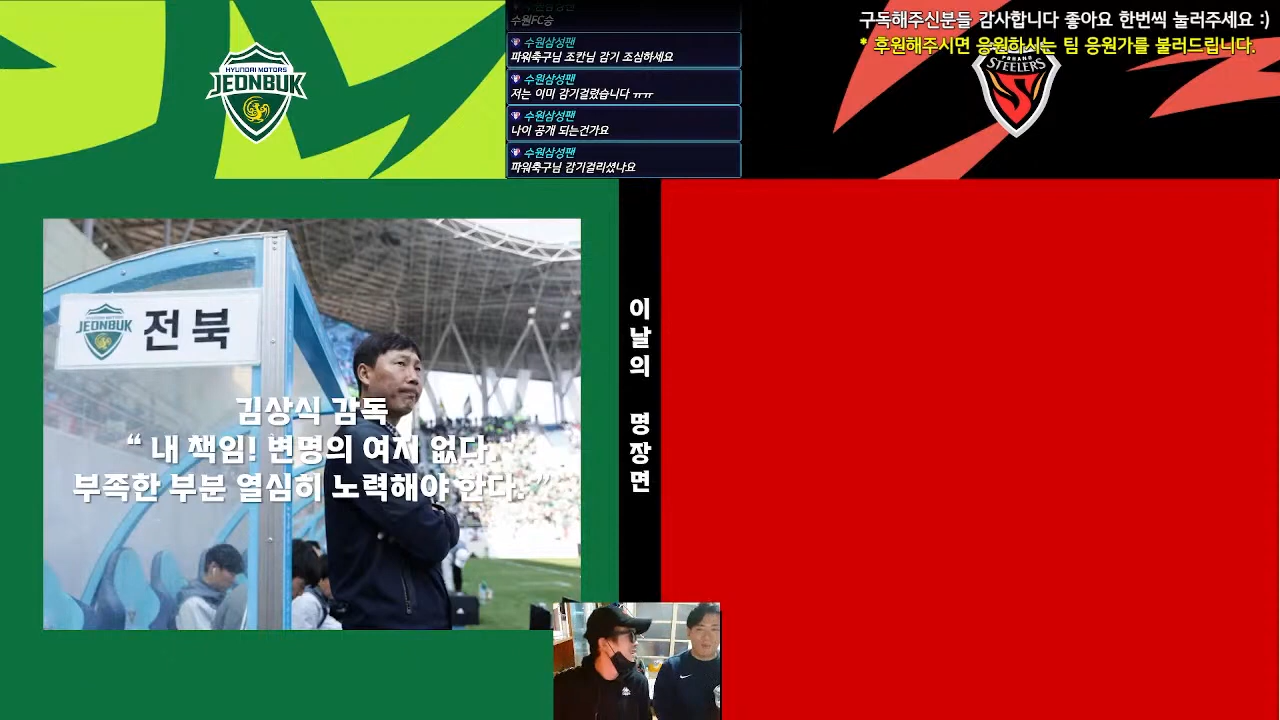 HYUNDAI MOTORS
JEONBUK
수원FC승
수원삼성팬
파워축구님 조칸님 감기 조심하세요
수원삼성팬
저는 이미 감기걸렸습니다 ㅠㅠ
수원삼성팬
나이 공개 되는건가요
수원삼성팬
파워축구님 감기걸리셨나요
구독해주신분들 감사합니다 좋아요 한번씩 눌러주세요 :)
* 후원해주시면 응원하시는 팀 응원가를 불러드립니다.
POHANG
STEELERS
JEONBUK
전북
김상식 감독
“ 내 책임! 변명의 여지 없다.
부족한 부분 열심히 노력해야 한다. ”
이날의 명장면